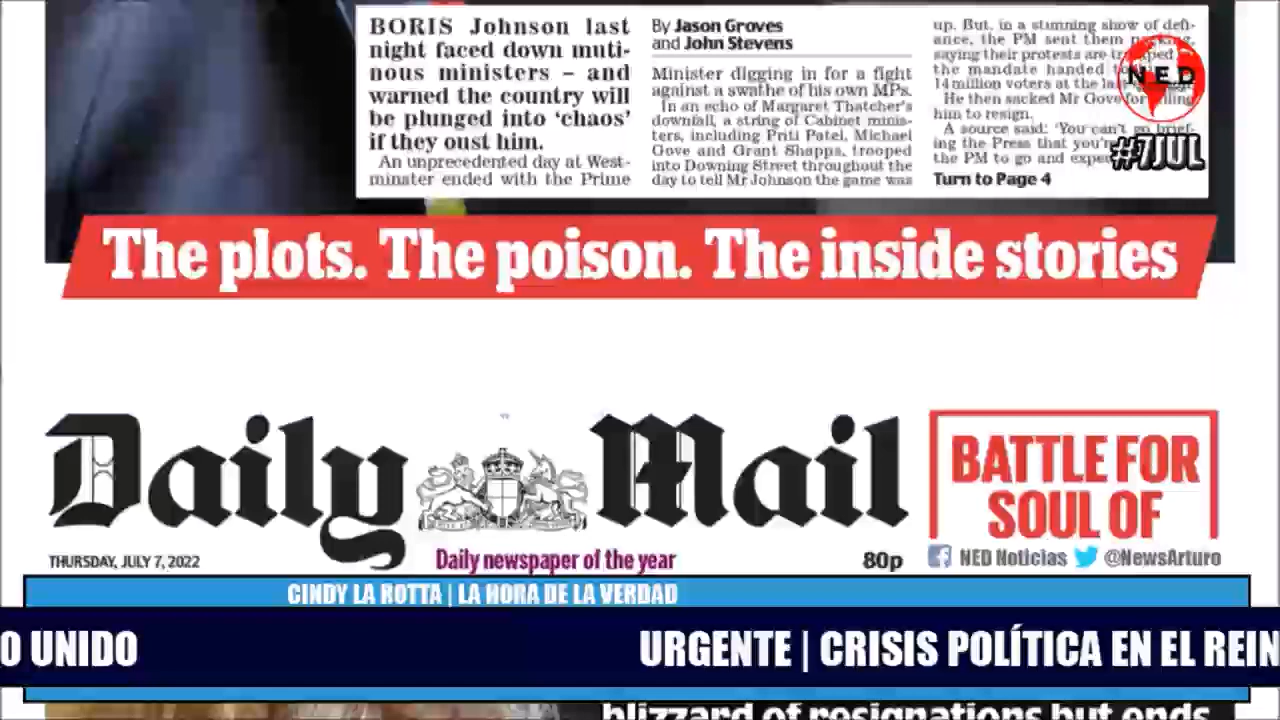 BORIS Johnson last
night faced down muti-
nous ministers – and
warned the country will
be plunged into ‘chaos’
if they oust him.
An unprecedented day at West-
minster ended with the Prime
By Jason Groves
and John Stevens
Minister digging in for a fight
against a swathe of his own MPs.
In an echo of Margaret Thatcher's
downfall, a string of Cabinet minis-
ters, including Priti Patel, Michael
Gove and Grant Shapps, trooped
into Downing Street throughout the
day to tell Mr Johnson the game was
up. But, in a stunning show of defi-
ance, the PM sent them
saying their protests are
the mandate handed
14million voters at the
He then sacked Mr Gove for
him to resign.
A source said: ‘You can't go brief-
ing the Press that
the PM to go and
Turn to Page 4
N.E.D
#7JUL
The plots. The poison. The inside stories
Daily Mail
BATTLE FOR
SOUL OF
THURSDAY, JULY 7, 2022
Daily newspaper of the year
80p
NED Noticias @NewsArturo
CINDY LA ROTTA | LA HORA DE LA VERDAD
O UNIDO URGENTE | CRISIS POLÍTICA EN EL REIN
blizzard of resignations but ends